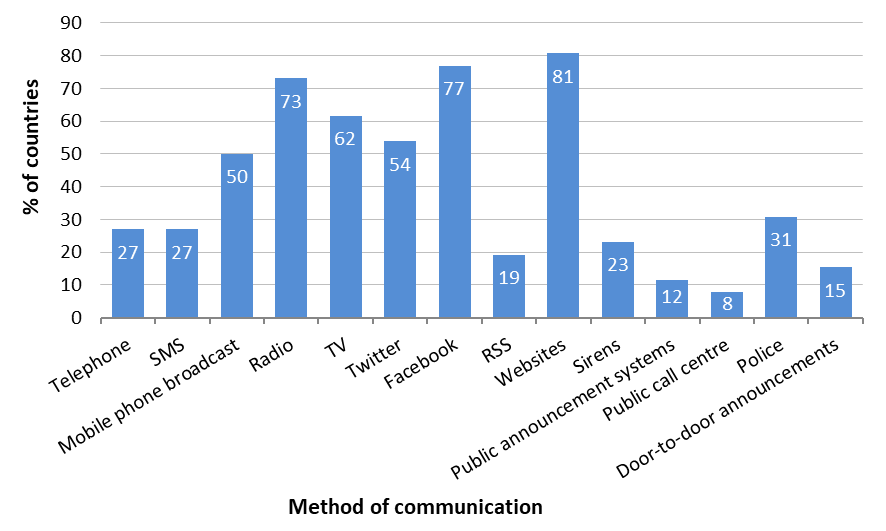 90
80
70
60
50
40
30
20
10
0
% of countries
27
27
50
73
62
54
77
19
81
23
12
8
31
15
Telephone
SMS
Mobile phone broadcast
Radio
TV
Twitter
Facebook
RSS
Websites
Sirens
Public announcement systems
Public call centre
Police
Door-to-door announcements
Method of communication